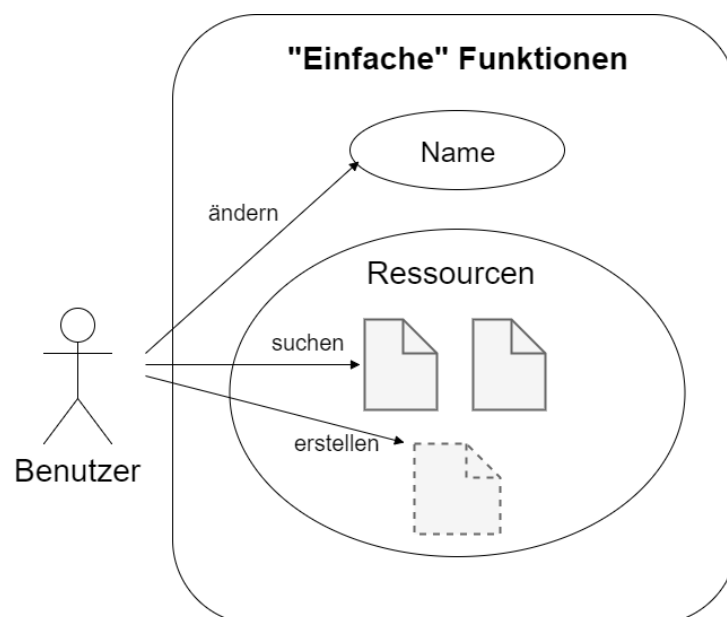 "Einfache" Funktionen
Name
ändern
Ressourcen
suchen
erstellen
Benutzer